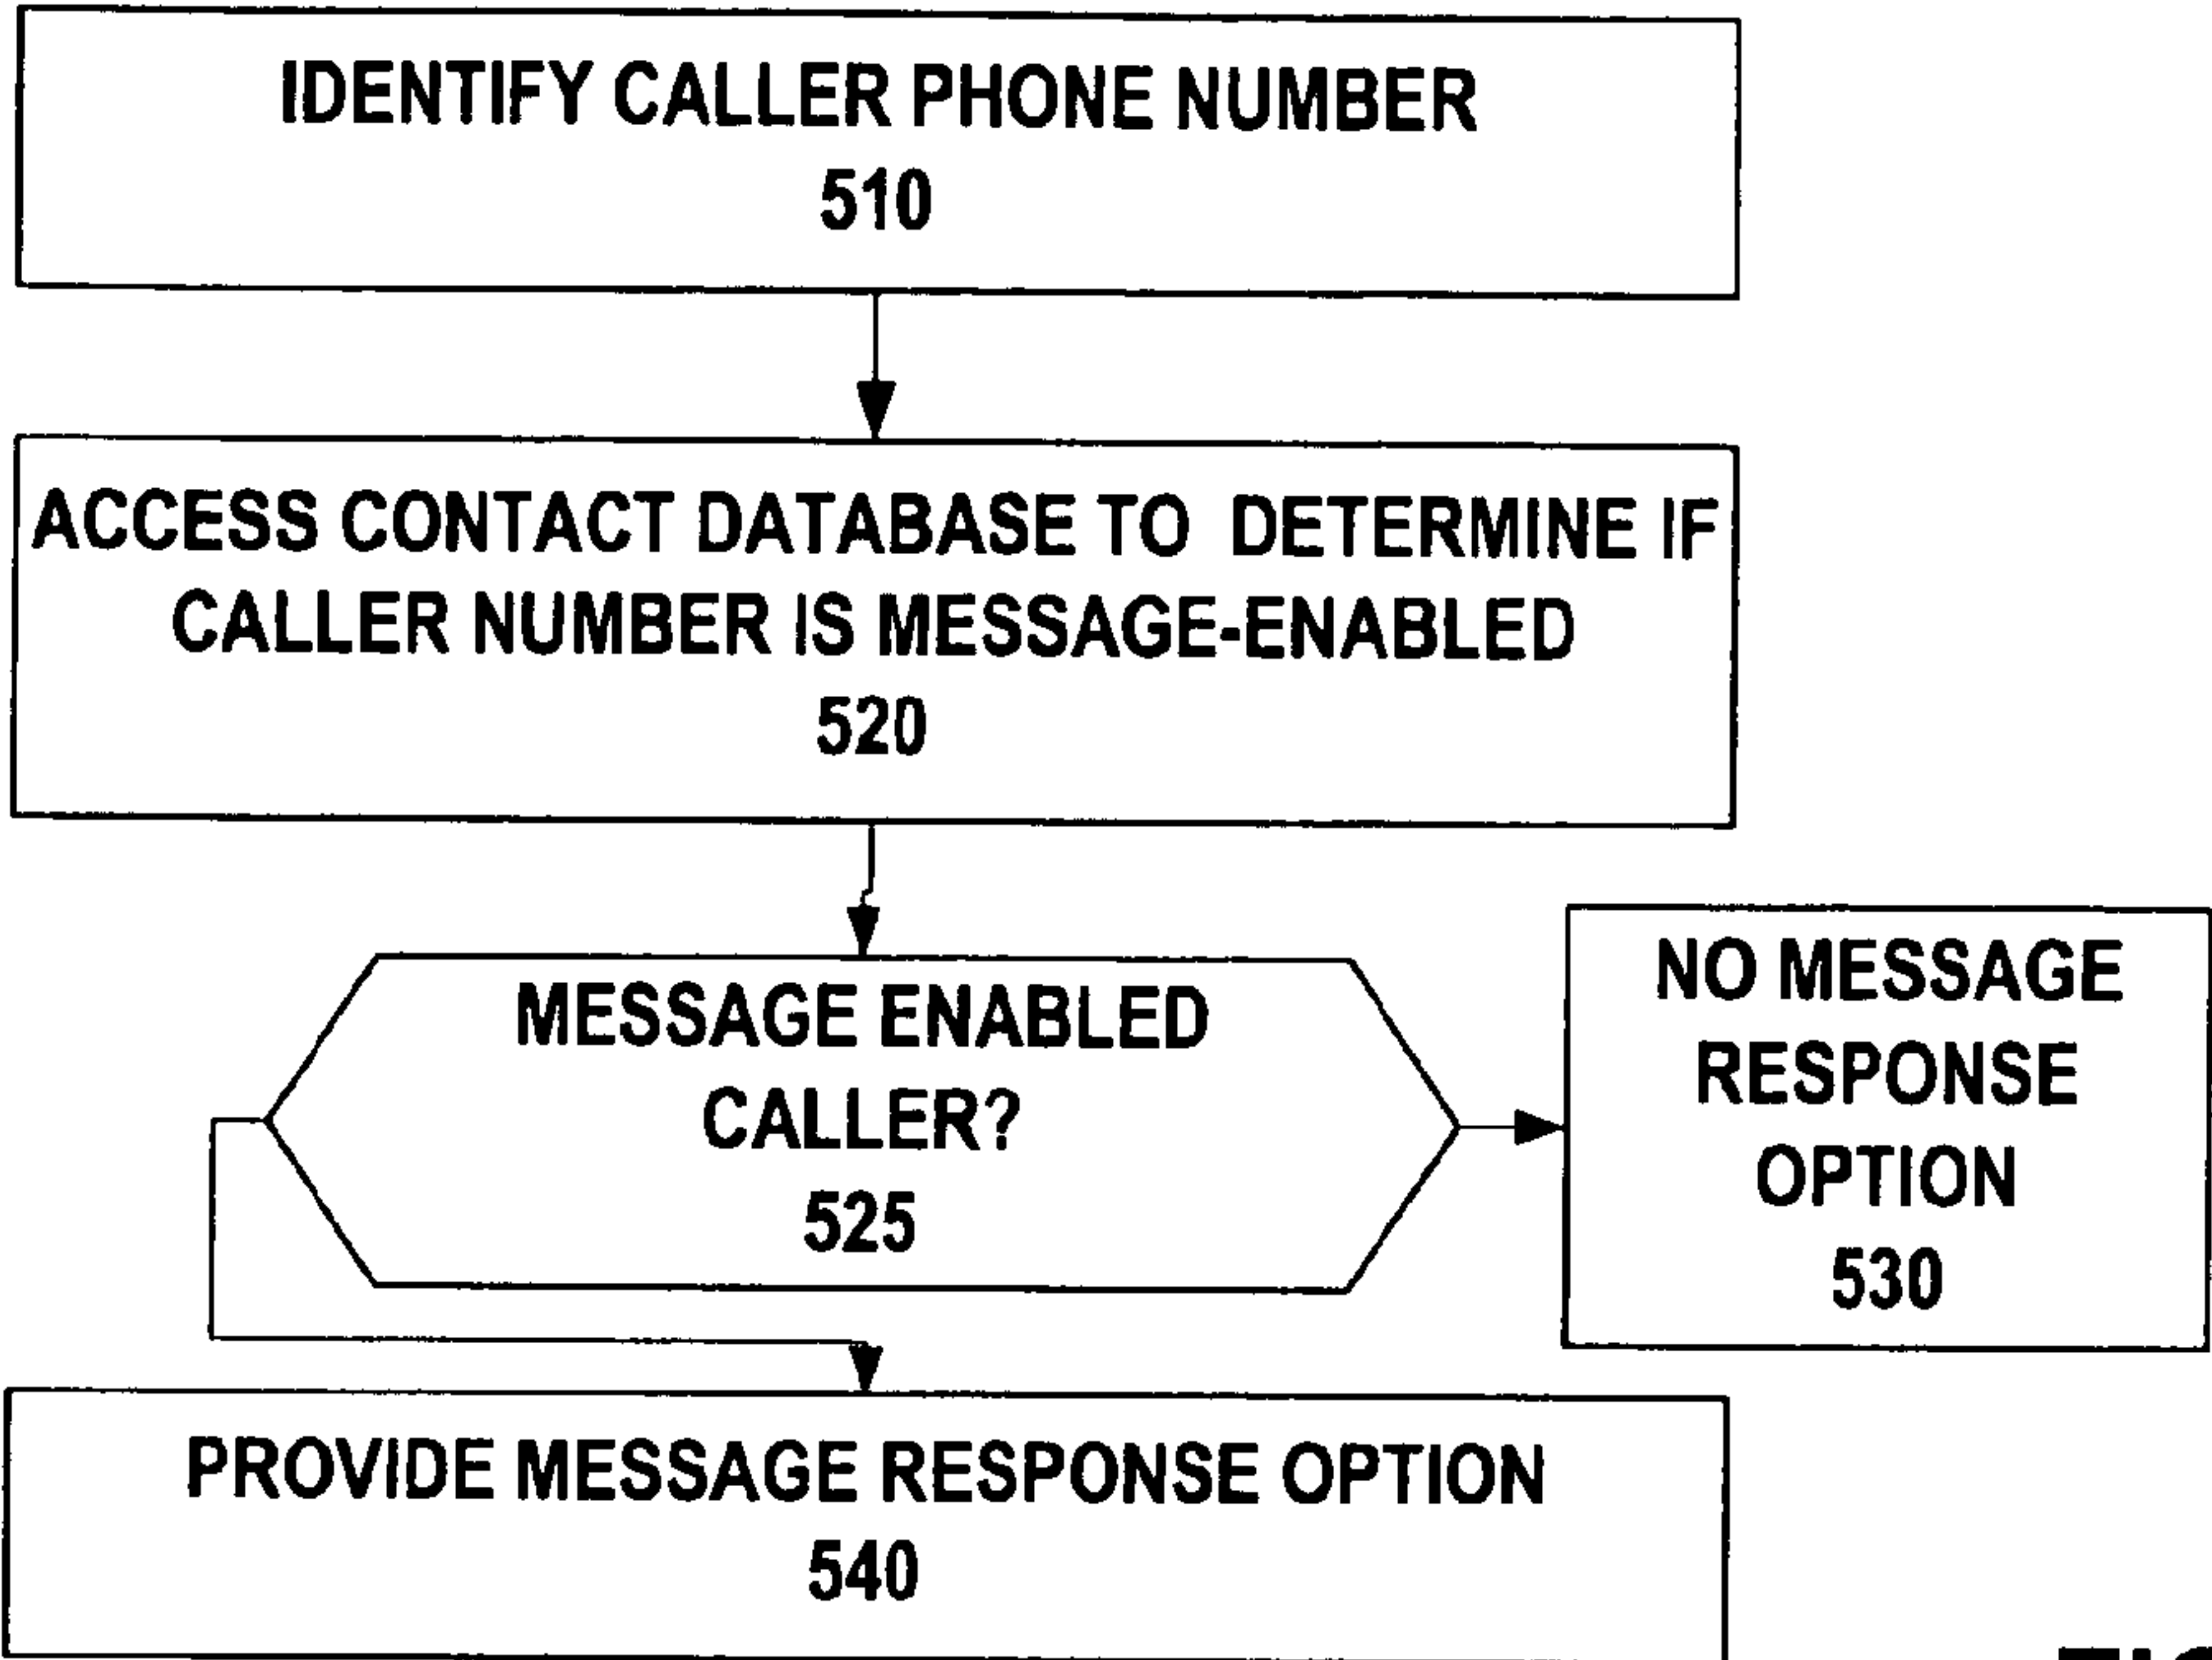 IDENTIFY CALLER PHONE NUMBER
510
ACCESS CONTACT DATABASE TO DETERMINE IF
CALLER NUMBER IS MESSAGE-ENABLED
520
MESSAGE ENABLED
CALLER?
525
NO MESSAGE
RESPONSE
OPTION
530
PROVIDE MESSAGE RESPONSE OPTION
540